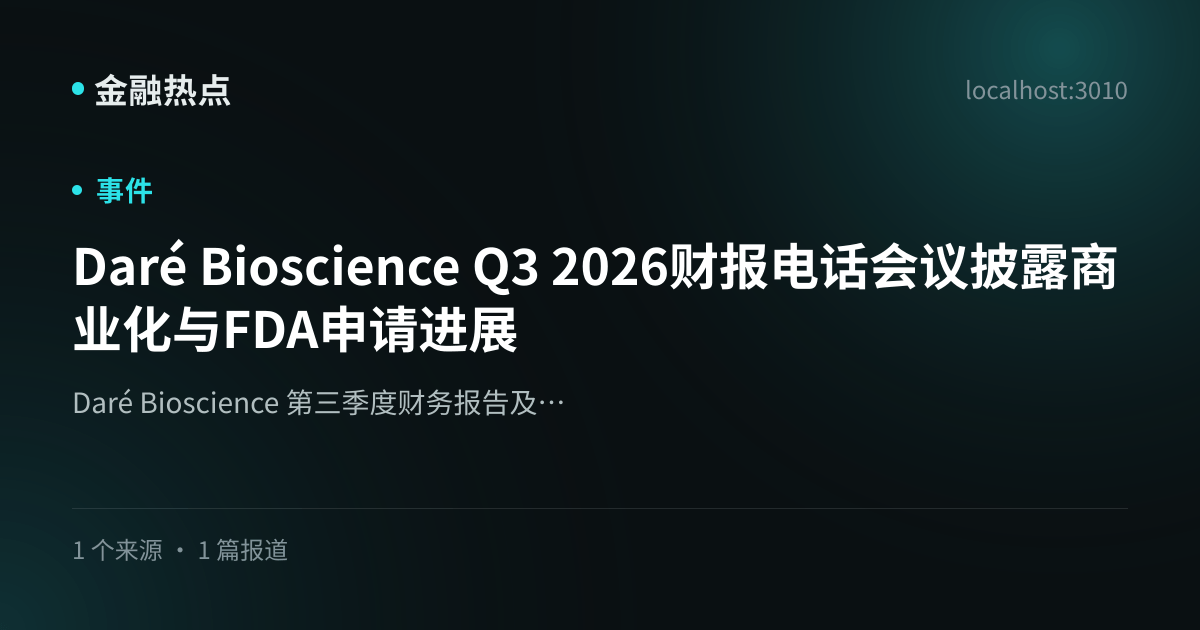 金融热点
localhost:3010
事件
Daré Bioscience Q3 2026财报电话会议披露商
业化与FDA申请进展
Daré Bioscience 第三季度财务报告及…
1 个来源 · 1 篇报道